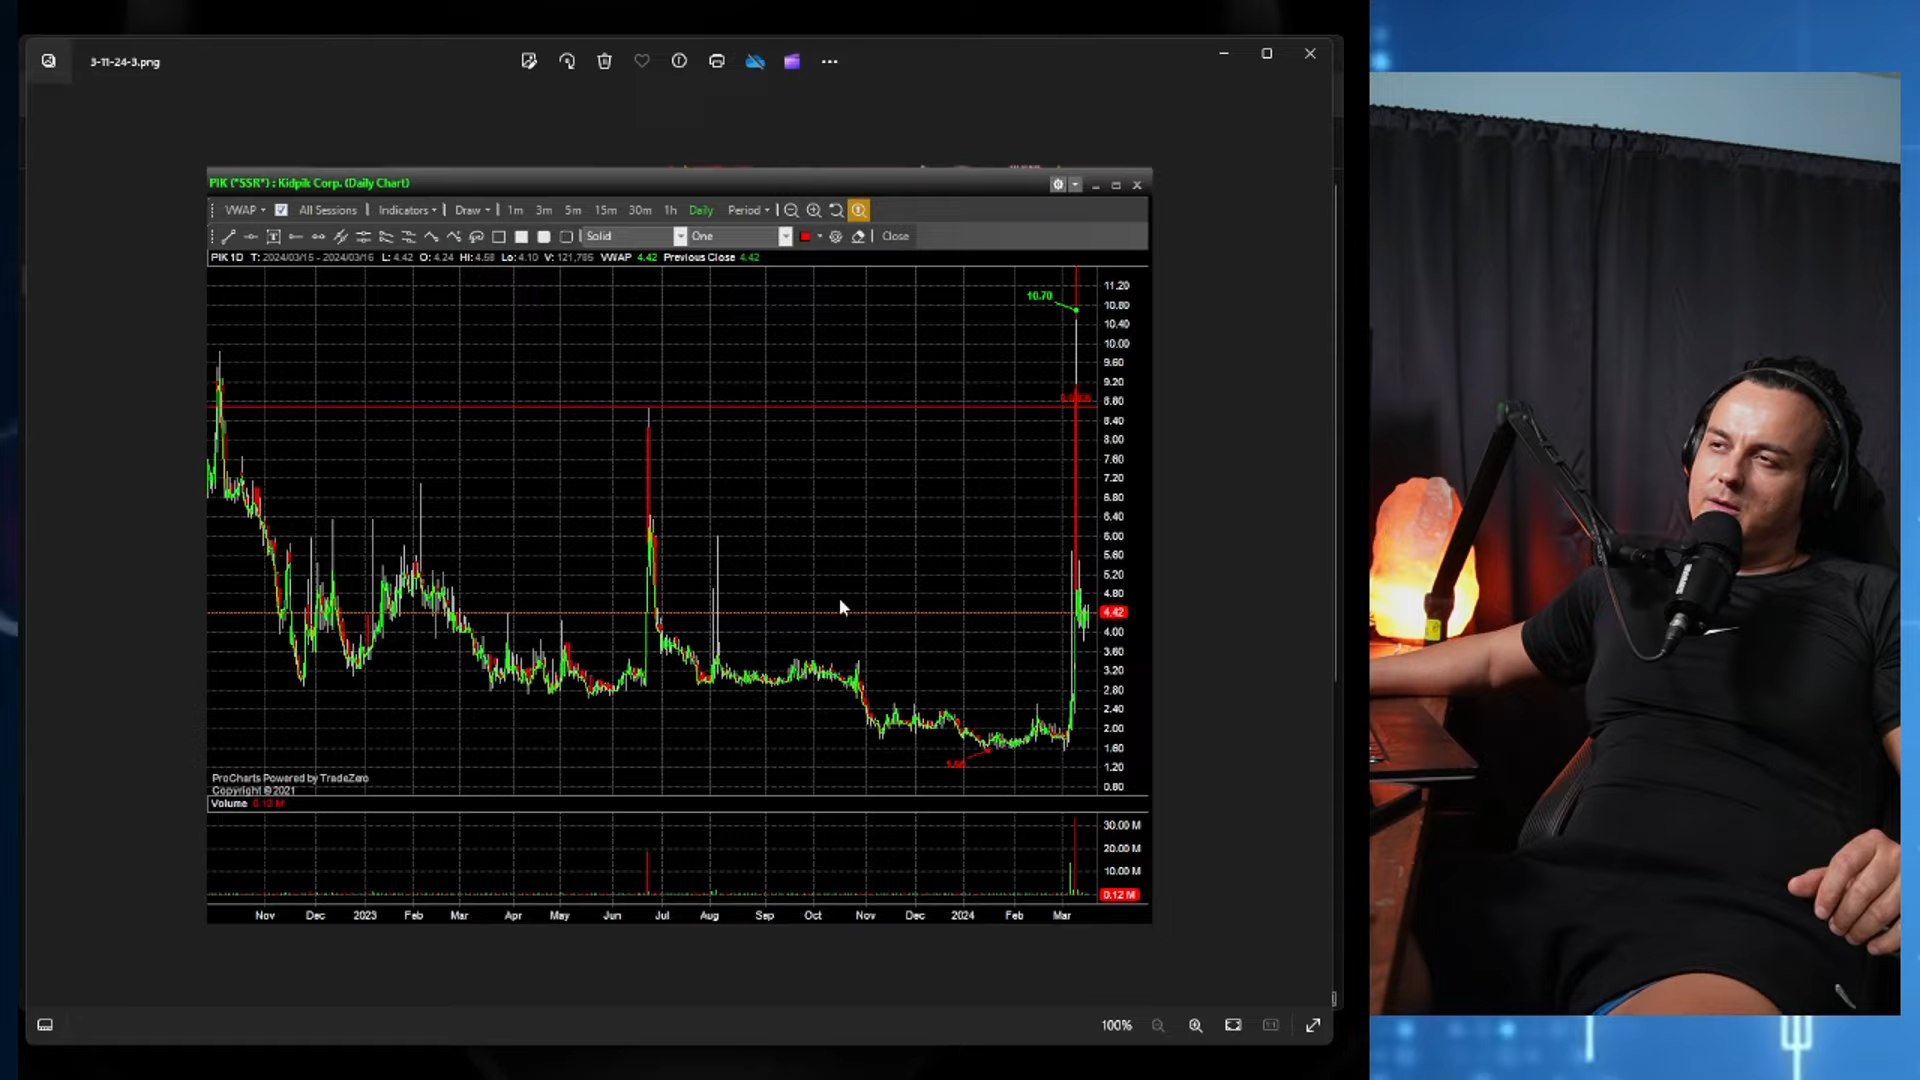 3-11-24-3.png
PIK (*SSR*) : Kidpik Corp. (Daily Chart)
VWAP All Sessions Indicators Draw 1m 3m 5m 15m 30m 1h Daily Period
Solid One Close
PIK 1D T: 2024/03/15 - 2024/03/16 L: 4.42 O: 4.24 Hi: 4.58 Lo: 4.10 V: 121,785 VWAP 4.42 Previous Close 4.42
11.20
10.70
10.80
10.40
10.00
9.60
9.20
8.80
8.40
8.00
7.60
7.20
6.80
6.40
6.00
5.60
5.20
4.80
4.42
4.00
3.60
3.20
2.80
2.40
2.00
1.60
1.20
0.80
ProCharts Powered by TradeZero
Copyright © 2021
Volume 0.12 M
30.00 M
20.00 M
10.00 M
0.12 M
Nov Dec 2023 Feb Mar Apr May Jun Jul Aug Sep Oct Nov Dec 2024 Feb Mar
100%